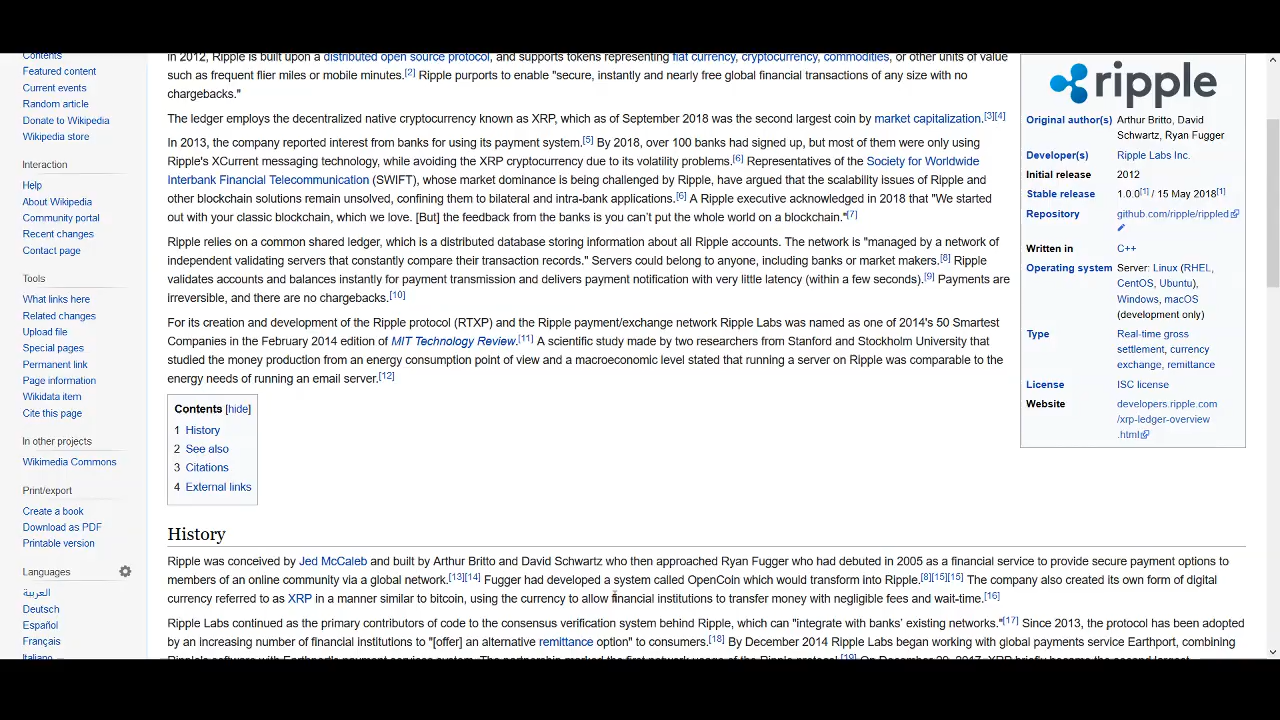 Contents
Featured content
Current events
Random article
Donate to Wikipedia
Wikipedia store
Interaction
Help
About Wikipedia
Community portal
Recent changes
Contact page
Tools
What links here
Related changes
Upload file
Special pages
Permanent link
Page information
Wikidata item
Cite this page
In other projects
Wikimedia Commons
Print/export
Create a book
Download as PDF
Printable version
Languages
العربية
Deutsch
Español
Français
Italiano
in 2012, Ripple is built upon a distributed open source protocol, and supports tokens representing fiat currency, cryptocurrency, commodities, or other units of value
such as frequent flier miles or mobile minutes.[2] Ripple purports to enable "secure, instantly and nearly free global financial transactions of any size with no
chargebacks."
The ledger employs the decentralized native cryptocurrency known as XRP, which as of September 2018 was the second largest coin by market capitalization.[3][4]
In 2013, the company reported interest from banks for using its payment system.[5] By 2018, over 100 banks had signed up, but most of them were only using
Ripple's XCurrent messaging technology, while avoiding the XRP cryptocurrency due to its volatility problems.[6] Representatives of the Society for Worldwide
Interbank Financial Telecommunication (SWIFT), whose market dominance is being challenged by Ripple, have argued that the scalability issues of Ripple and
other blockchain solutions remain unsolved, confining them to bilateral and intra-bank applications.[6] A Ripple executive acknowledged in 2018 that "We started
out with your classic blockchain, which we love. [But] the feedback from the banks is you can't put the whole world on a blockchain."[7]
Ripple relies on a common shared ledger, which is a distributed database storing information about all Ripple accounts. The network is "managed by a network of
independent validating servers that constantly compare their transaction records." Servers could belong to anyone, including banks or market makers.[8] Ripple
validates accounts and balances instantly for payment transmission and delivers payment notification with very little latency (within a few seconds).[9] Payments are
irreversible, and there are no chargebacks.[10]
For its creation and development of the Ripple protocol (RTXP) and the Ripple payment/exchange network Ripple Labs was named as one of 2014's 50 Smartest
Companies in the February 2014 edition of MIT Technology Review.[11] A scientific study made by two researchers from Stanford and Stockholm University that
studied the money production from an energy consumption point of view and a macroeconomic level stated that running a server on Ripple was comparable to the
energy needs of running an email server.[12]
Contents [hide]
1 History
2 See also
3 Citations
4 External links
ripple
Original author(s) Arthur Britto, David
Schwartz, Ryan Fugger
Developer(s) Ripple Labs Inc.
Initial release 2012
Stable release 1.0.0[1] / 15 May 2018[1]
Repository github.com/ripple/rippled
Written in C++
Operating system Server: Linux (RHEL,
CentOS, Ubuntu),
Windows, macOS
(development only)
Type Real-time gross
settlement, currency
exchange, remittance
License ISC license
Website developers.ripple.com
/xrp-ledger-overview
.html
History
Ripple was conceived by Jed McCaleb and built by Arthur Britto and David Schwartz who then approached Ryan Fugger who had debuted in 2005 as a financial service to provide secure payment options to
members of an online community via a global network.[13][14] Fugger had developed a system called OpenCoin which would transform into Ripple.[8][15][15] The company also created its own form of digital
currency referred to as XRP in a manner similar to bitcoin, using the currency to allow financial institutions to transfer money with negligible fees and wait-time.[16]
Ripple Labs continued as the primary contributors of code to the consensus verification system behind Ripple, which can "integrate with banks' existing networks."[17] Since 2013, the protocol has been adopted
by an increasing number of financial institutions to "[offer] an alternative remittance option" to consumers.[18] By December 2014 Ripple Labs began working with global payments service Earthport, combining
Ripple's software with Earthport's payment services system. The partnership marked the first network usage of the Ripple protocol.[19] On December 29, 2017, XRP briefly became the second largest